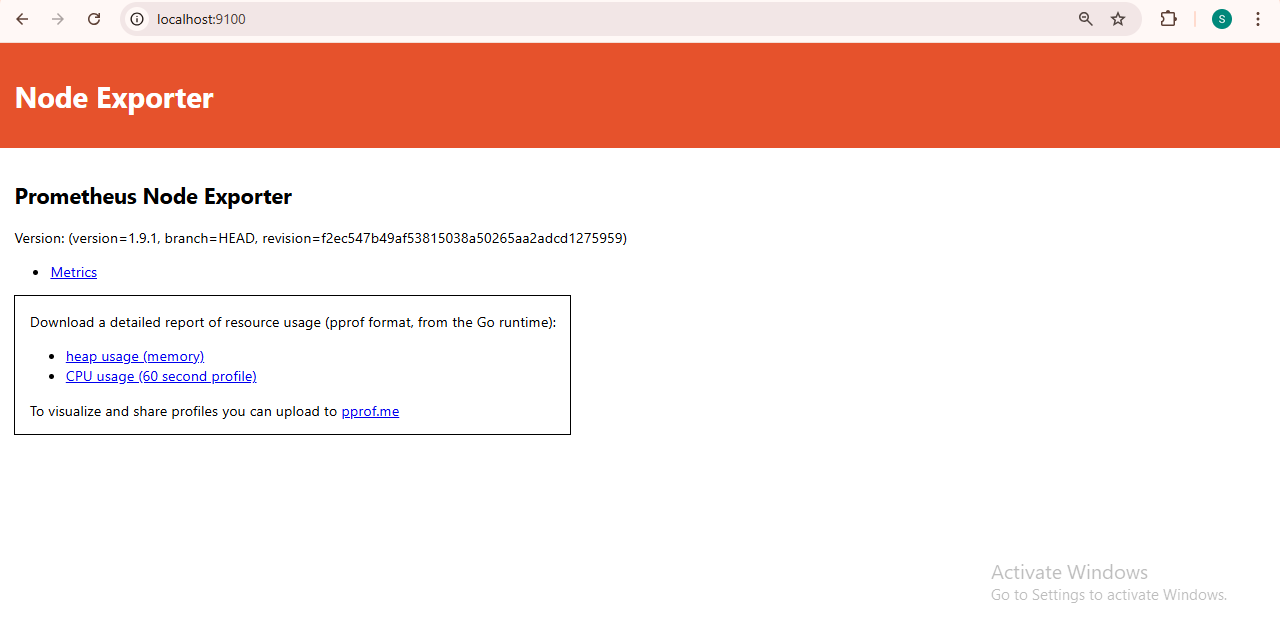 localhost:9100
S
Node Exporter
Prometheus Node Exporter
Version: (version=1.9.1, branch=HEAD, revision=f2ec547b49af53815038a50265aa2adcd1275959)
Metrics
Download a detailed report of resource usage (pprof format, from the Go runtime):
heap usage (memory)
CPU usage (60 second profile)
To visualize and share profiles you can upload to pprof.me
Activate Windows
Go to Settings to activate Windows.